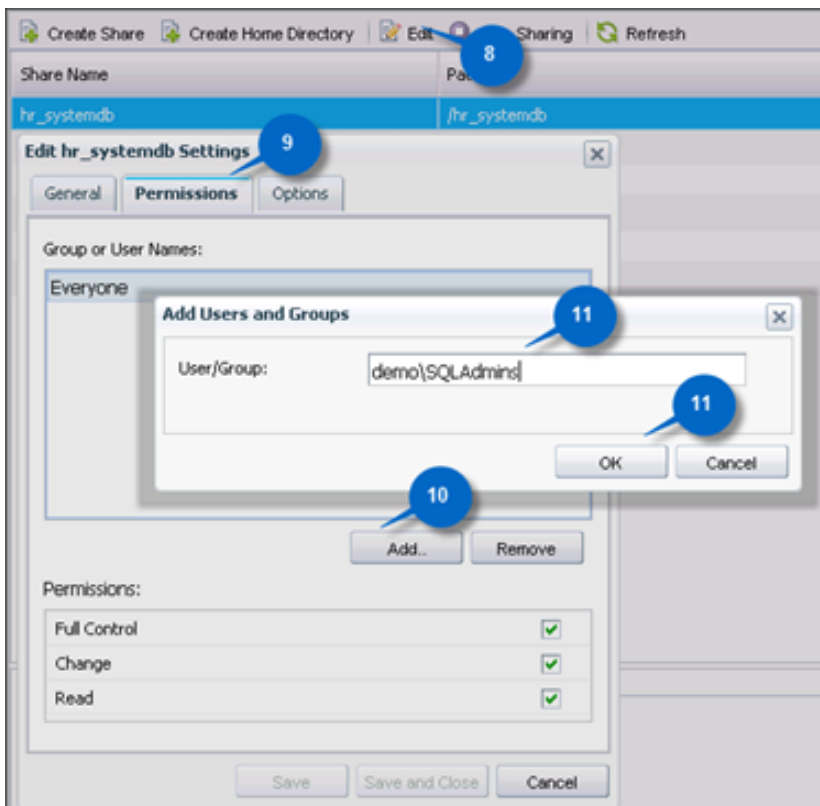 Create Share Create Home Directory Edit Sharing Refresh
8
Share Name
hr_systemdb /hr_systemdb
Edit hr_systemdb Settings
9
General Permissions Options
Group or User Names:
Everyone
Add Users and Groups
11
User/Group: demo\SQLAdmins
11
OK Cancel
10
Add.. Remove
Permissions:
Full Control
Change
Read
Save Save and Close Cancel